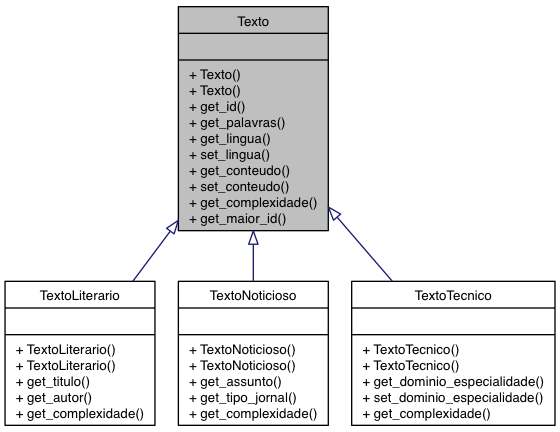 Texto
+ Texto()
+ Texto()
+ get_id()
+ get_palavras()
+ get_lingua()
+ set_lingua()
+ get_conteudo()
+ set_conteudo()
+ get_complexidade()
+ get_maior_id()
TextoLiterario
+ TextoLiterario()
+ TextoLiterario()
+ get_titulo()
+ get_autor()
+ get_complexidade()
TextoNoticioso
+ TextoNoticioso()
+ TextoNoticioso()
+ get_assunto()
+ get_tipo_jornal()
+ get_complexidade()
TextoTecnico
+ TextoTecnico()
+ TextoTecnico()
+ get_dominio_especialidade()
+ set_dominio_especialidade()
+ get_complexidade()